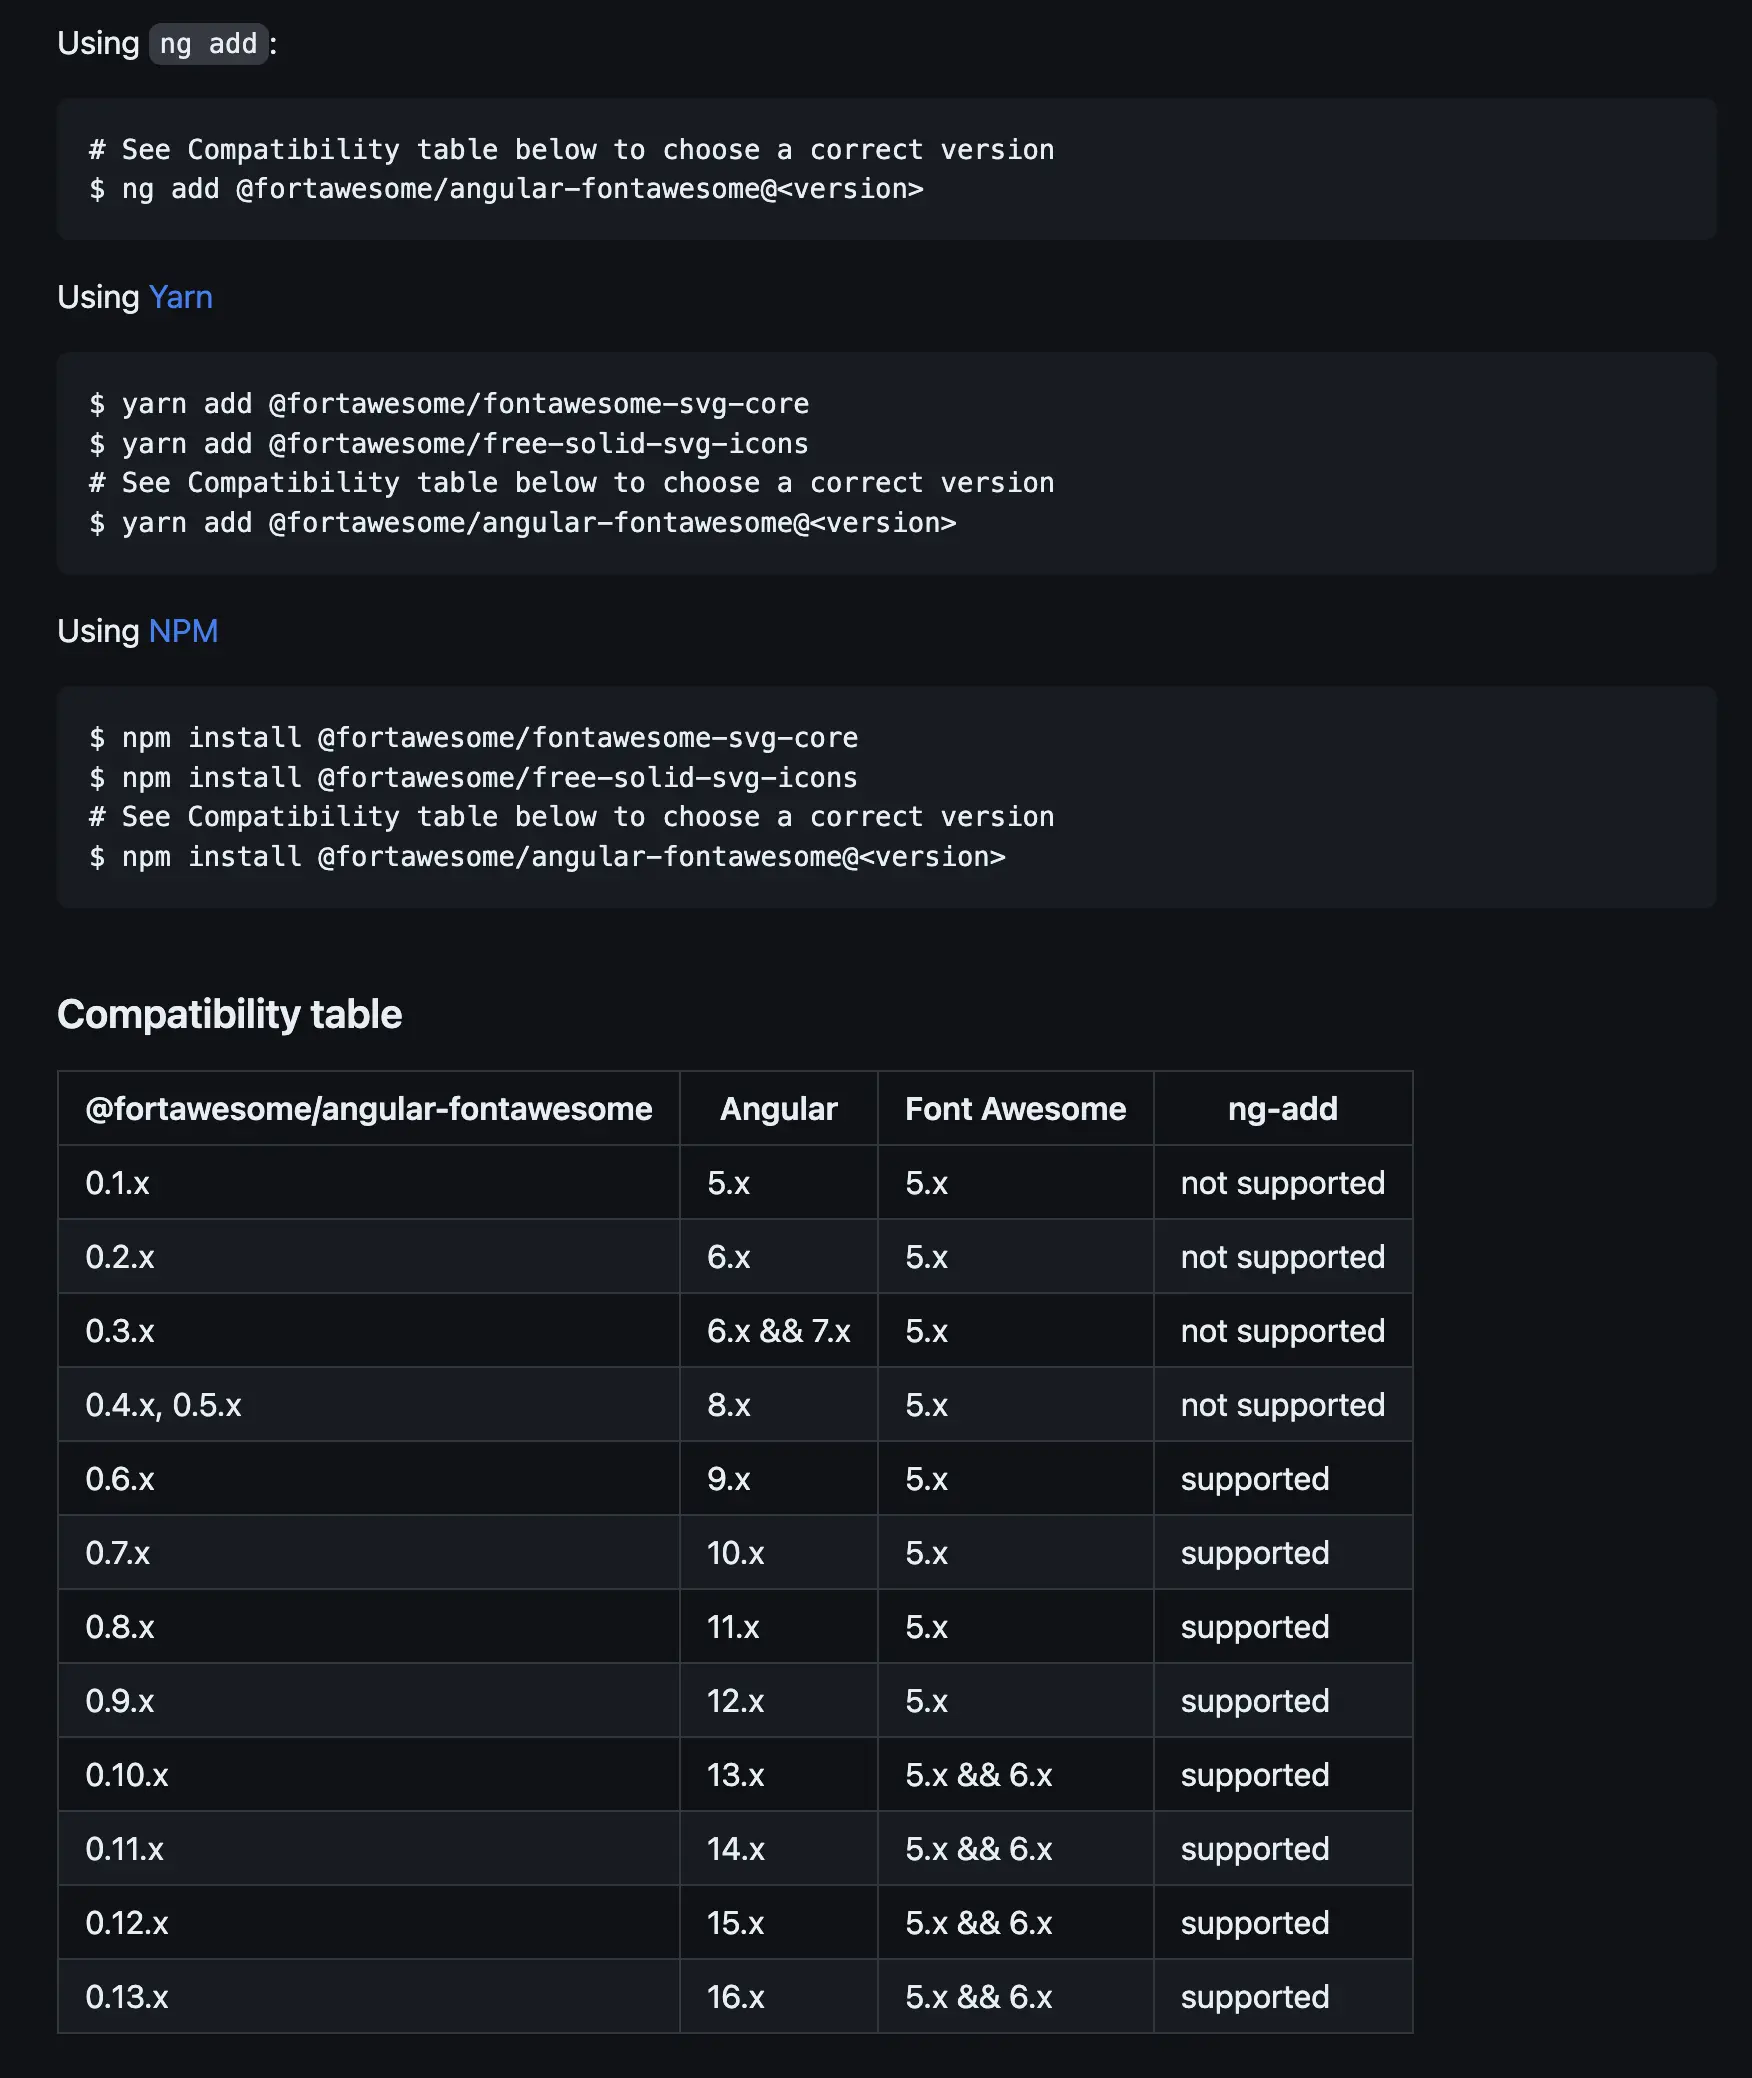 Using ng add:
# See Compatibility table below to choose a correct version
$ ng add @fortawesome/angular-fontawesome@<version>
Using Yarn
$ yarn add @fortawesome/fontawesome-svg-core
$ yarn add @fortawesome/free-solid-svg-icons
# See Compatibility table below to choose a correct version
$ yarn add @fortawesome/angular-fontawesome@<version>
Using NPM
$ npm install @fortawesome/fontawesome-svg-core
$ npm install @fortawesome/free-solid-svg-icons
# See Compatibility table below to choose a correct version
$ npm install @fortawesome/angular-fontawesome@<version>
Compatibility table
@fortawesome/angular-fontawesome Angular Font Awesome ng-add
0.1.x 5.x 5.x not supported
0.2.x 6.x 5.x not supported
0.3.x 6.x && 7.x 5.x not supported
0.4.x, 0.5.x 8.x 5.x not supported
0.6.x 9.x 5.x supported
0.7.x 10.x 5.x supported
0.8.x 11.x 5.x supported
0.9.x 12.x 5.x supported
0.10.x 13.x 5.x && 6.x supported
0.11.x 14.x 5.x && 6.x supported
0.12.x 15.x 5.x && 6.x supported
0.13.x 16.x 5.x && 6.x supported